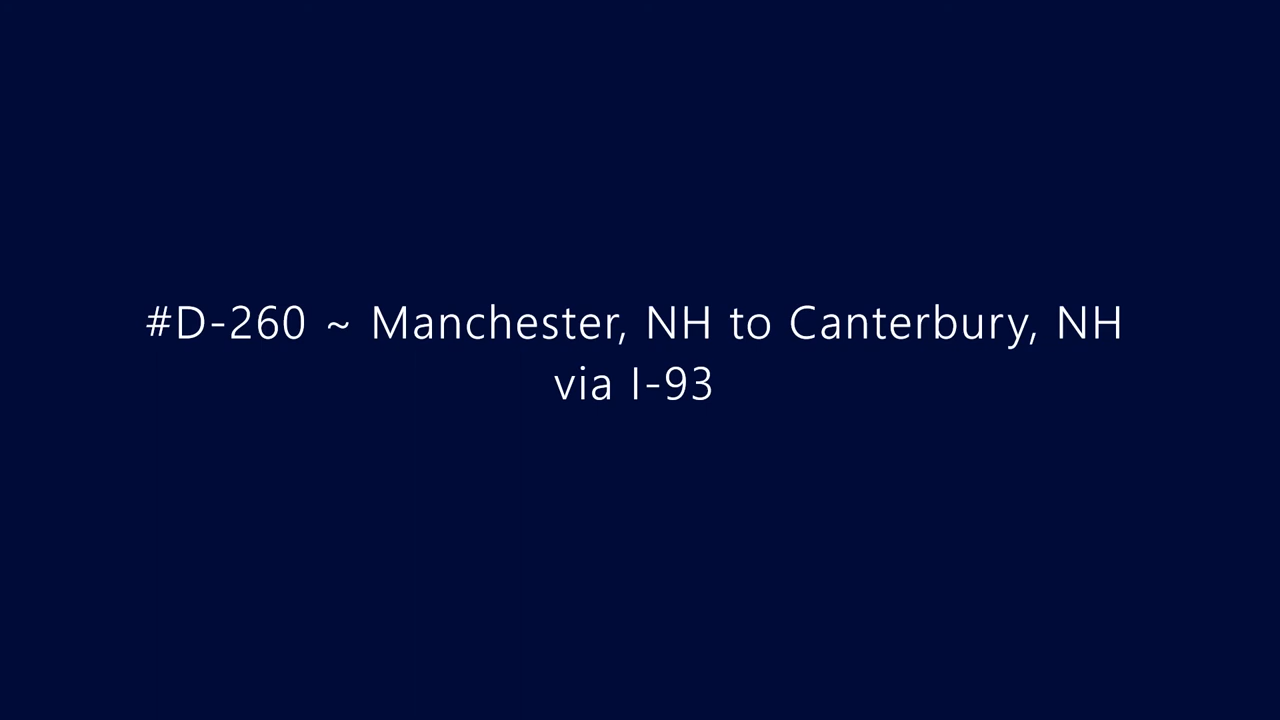 #D-260 ~ Manchester, NH to Canterbury, NH
via I-93